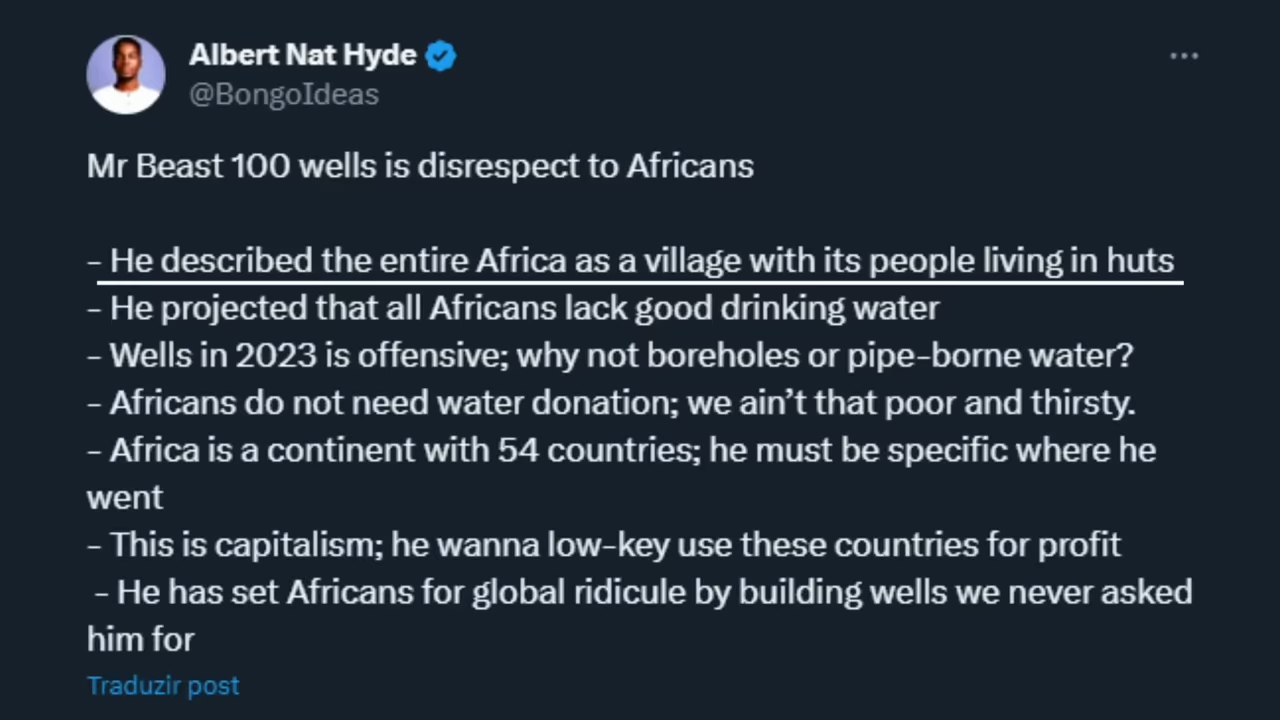 Albert Nat Hyde
@BongoIdeas
Mr Beast 100 wells is disrespect to Africans
- He described the entire Africa as a village with its people living in huts
- He projected that all Africans lack good drinking water
- Wells in 2023 is offensive; why not boreholes or pipe-borne water?
- Africans do not need water donation; we ain’t that poor and thirsty.
- Africa is a continent with 54 countries; he must be specific where he
went
- This is capitalism; he wanna low-key use these countries for profit
- He has set Africans for global ridicule by building wells we never asked
him for
Traduzir post